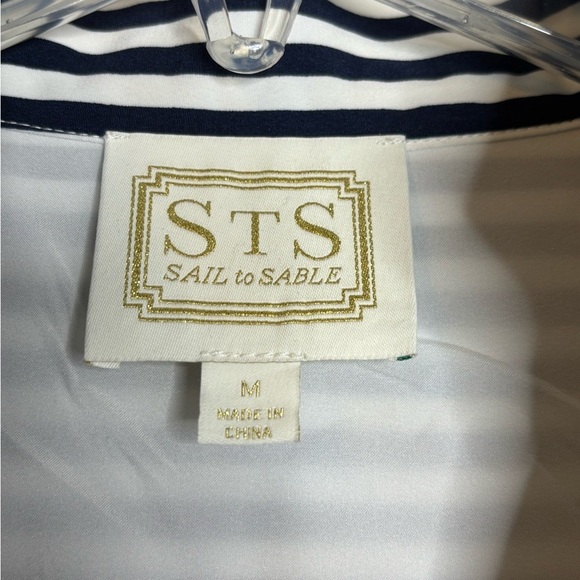 STS
SAIL to SABLE
M
MADE IN
CHINA